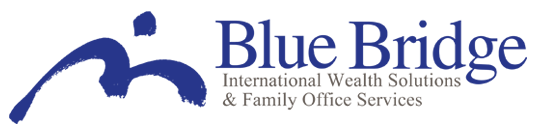 Blue Bridge
International Wealth Solutions
& Family Office Services